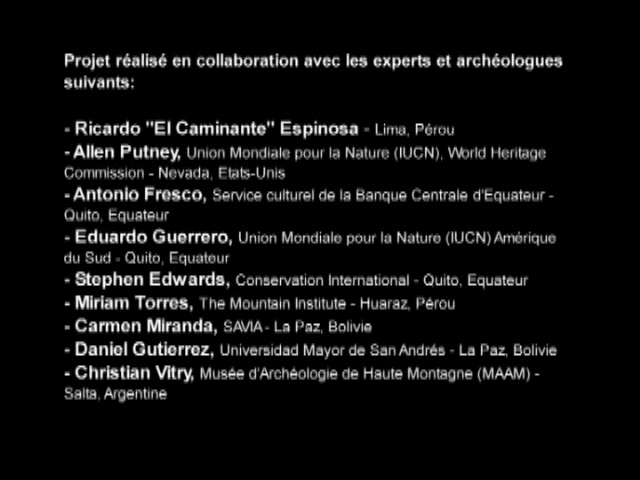 Projet réalisé en collaboration avec les experts et archéologues
suivants:
- Ricardo "El Caminante" Espinosa - Lima, Pérou
- Allen Putney, Union Mondiale pour la Nature (IUCN), World Heritage
Commission - Nevada, Etats-Unis
- Antonio Fresco, Service culturel de la Banque Centrale d'Equateur -
Quito, Equateur
- Eduardo Guerrero, Union Mondiale pour la Nature (IUCN) Amérique
du Sud - Quito, Equateur
- Stephen Edwards, Conservation International - Quito, Equateur
- Miriam Torres, The Mountain Institute - Huaraz, Pérou
- Carmen Miranda, SAVIA - La Paz, Bolivie
- Daniel Gutierrez, Universidad Mayor de San Andrés - La Paz, Bolivie
- Christian Vitry, Musée d'Archéologie de Haute Montagne (MAAM) -
Salta, Argentine